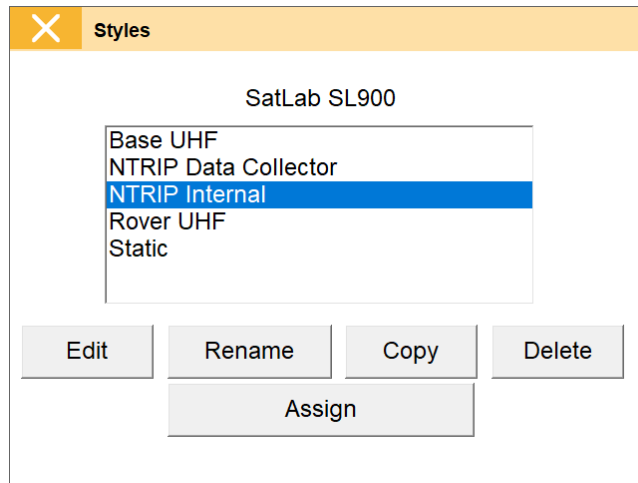 Styles
SatLab SL900
Base UHF
NTRIP Data Collector
NTRIP Internal
Rover UHF
Static
Edit Rename Copy Delete
Assign